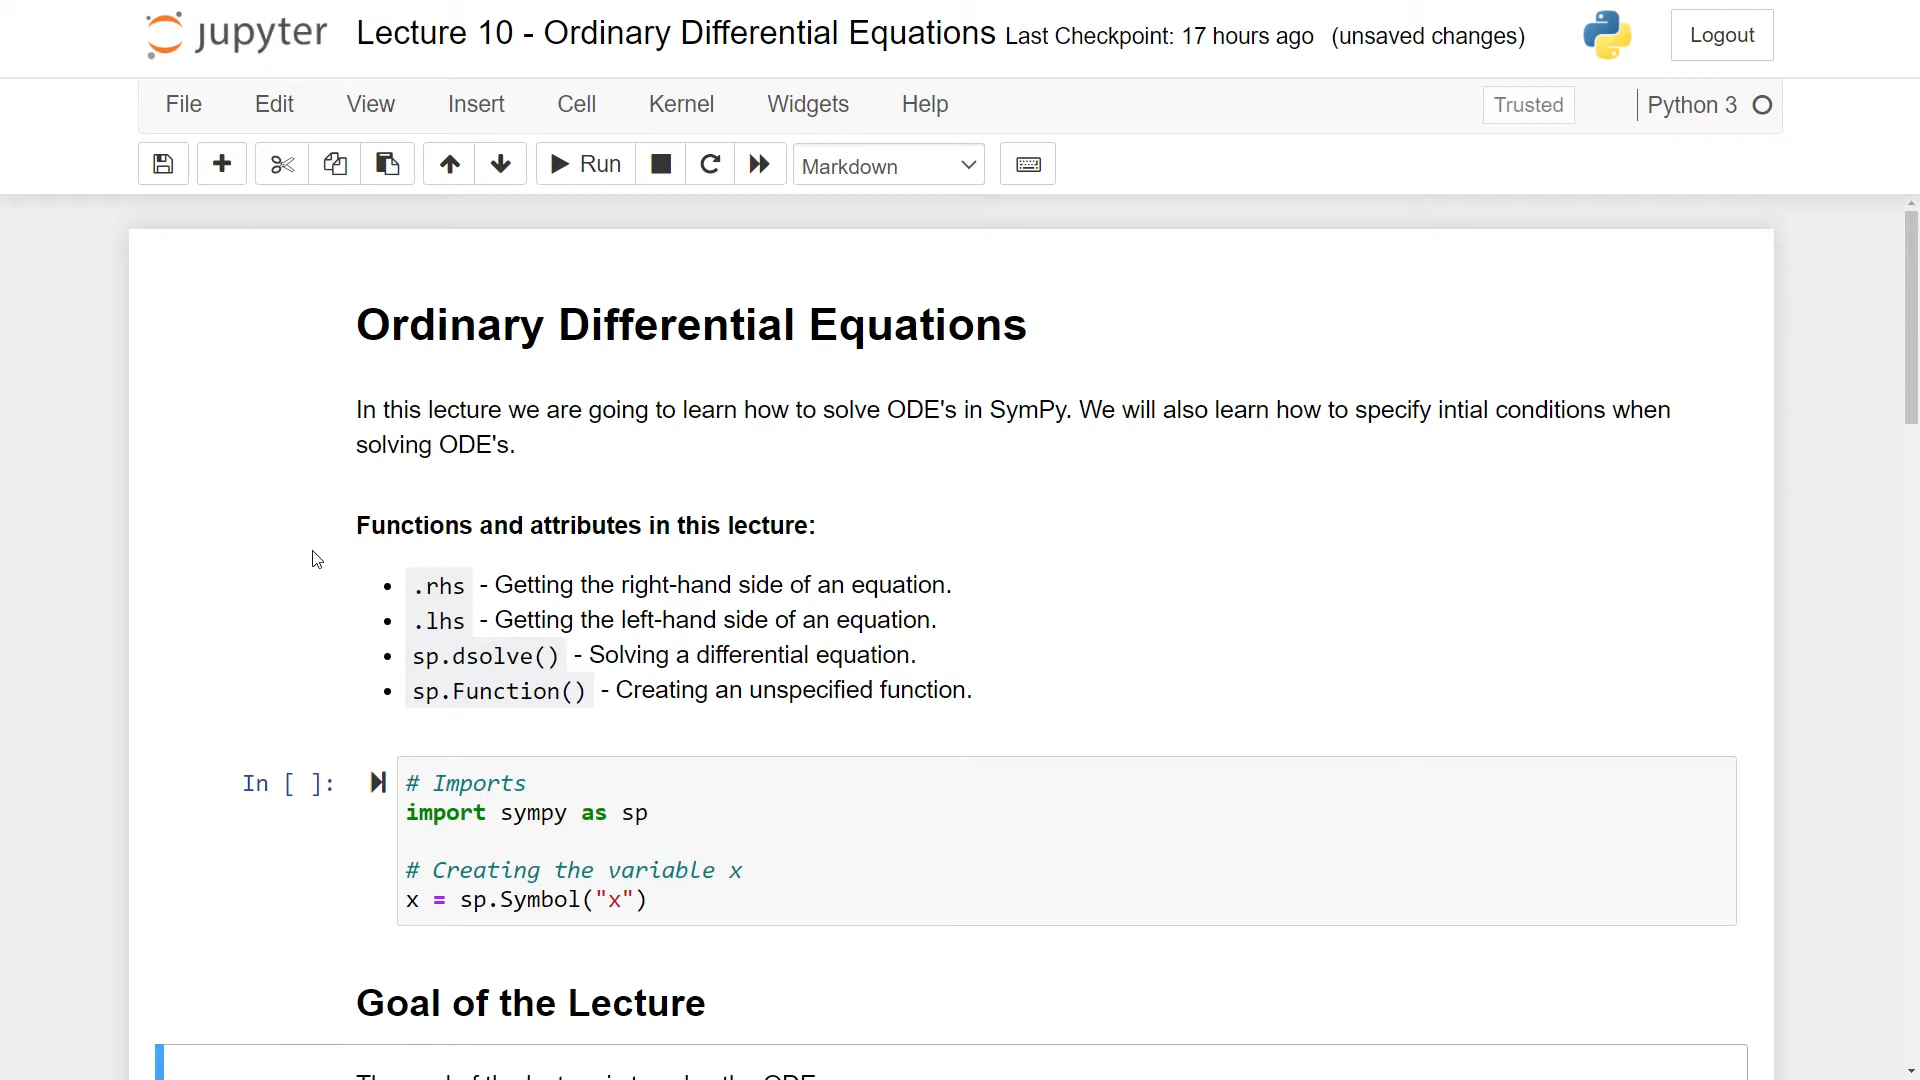 jupyter Lecture 10 - Ordinary Differential Equations Last Checkpoint: 17 hours ago (unsaved changes) Logout
File Edit View Insert Cell Kernel Widgets Help Trusted Python 3
Run Markdown
Ordinary Differential Equations
In this lecture we are going to learn how to solve ODE's in SymPy. We will also learn how to specify intial conditions when
solving ODE's.
Functions and attributes in this lecture:
• .rhs - Getting the right-hand side of an equation.
• .lhs - Getting the left-hand side of an equation.
• sp.dsolve() - Solving a differential equation.
• sp.Function() - Creating an unspecified function.
In [ ]: # Imports
import sympy as sp
# Creating the variable x
x = sp.Symbol("x")
Goal of the Lecture